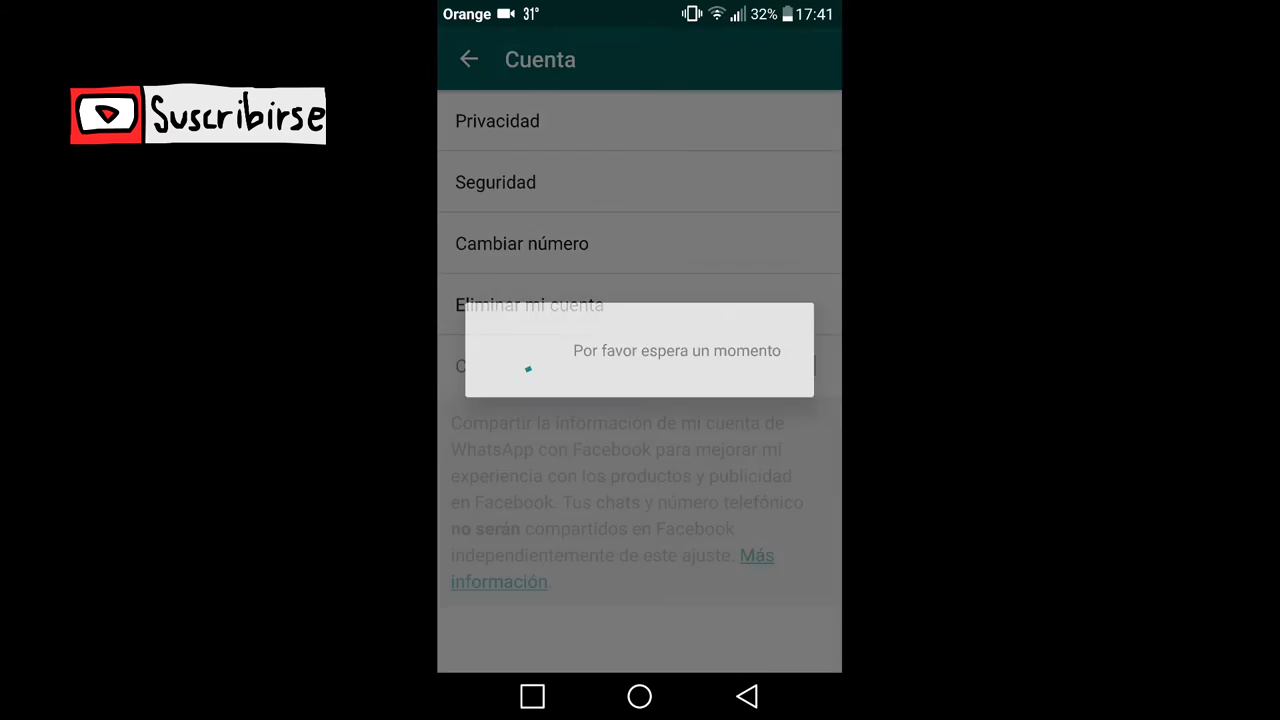 Orange 31° 32% 17:41
Suscribirse
Cuenta
Privacidad
Seguridad
Cambiar número
Eliminar mi cuenta
Por favor espera un momento
C
Compartir la información de mi cuenta de
WhatsApp con Facebook para mejorar mi
experiencia con los productos y publicidad
en Facebook. Tus chats y número telefónico
no serán compartidos en Facebook
independientemente de este ajuste. Más
información.